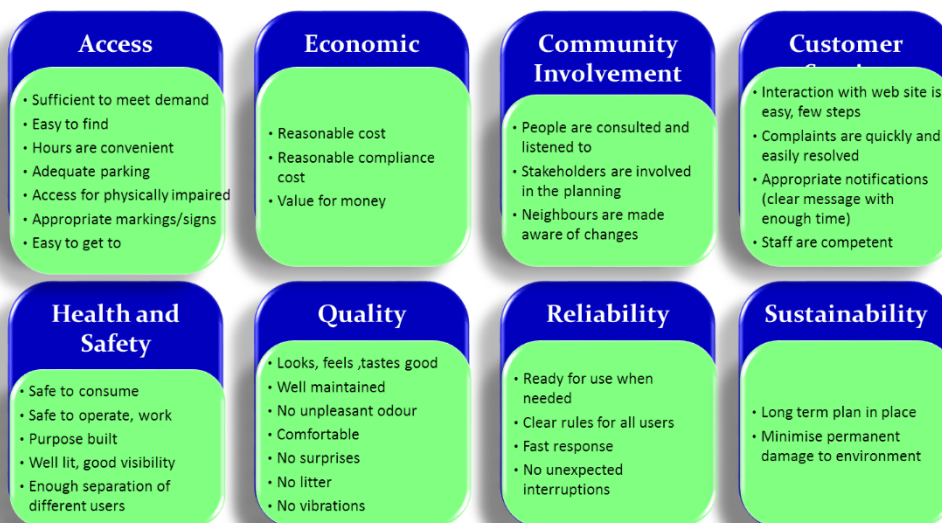 Access
• Sufficient to meet demand
• Easy to find
• Hours are convenient
• Adequate parking
• Access for physically impaired
• Appropriate markings/signs
• Easy to get to
Economic
• Reasonable cost
• Reasonable compliance
cost
• Value for money
Community
Involvement
• People are consulted and
listened to
• Stakeholders are involved
in the planning
• Neighbours are made
aware of changes
Customer
• Interaction with web site is
easy, few steps
• Complaints are quickly and
easily resolved
• Appropriate notifications
(clear message with
enough time)
• Staff are competent
Health and
Safety
• Safe to consume
• Safe to operate, work
• Purpose built
• Well lit, good visibility
• Enough separation of
different users
Quality
• Looks, feels ,tastes good
• Well maintained
• No unpleasant odour
• Comfortable
• No surprises
• No litter
• No vibrations
Reliability
• Ready for use when
needed
• Clear rules for all users
• Fast response
• No unexpected
interruptions
Sustainability
• Long term plan in place
• Minimise permanent
damage to environment